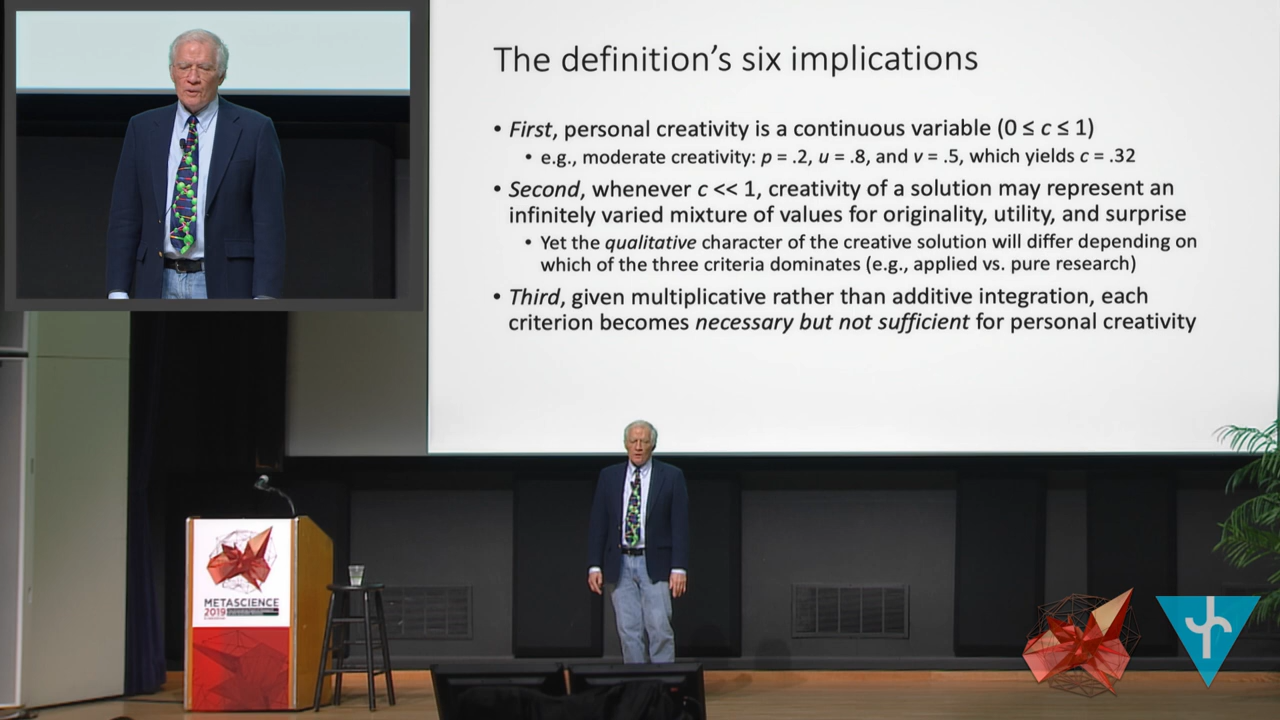 The definition's six implications
• First, personal creativity is a continuous variable (0 ≤ c ≤ 1)
• e.g., moderate creativity: p = .2, u = .8, and v = .5, which yields c = .32
• Second, whenever c << 1, creativity of a solution may represent an
infinitely varied mixture of values for originality, utility, and surprise
• Yet the qualitative character of the creative solution will differ depending on
which of the three criteria dominates (e.g., applied vs. pure research)
• Third, given multiplicative rather than additive integration, each
criterion becomes necessary but not sufficient for personal creativity
METASCIENCE
2019